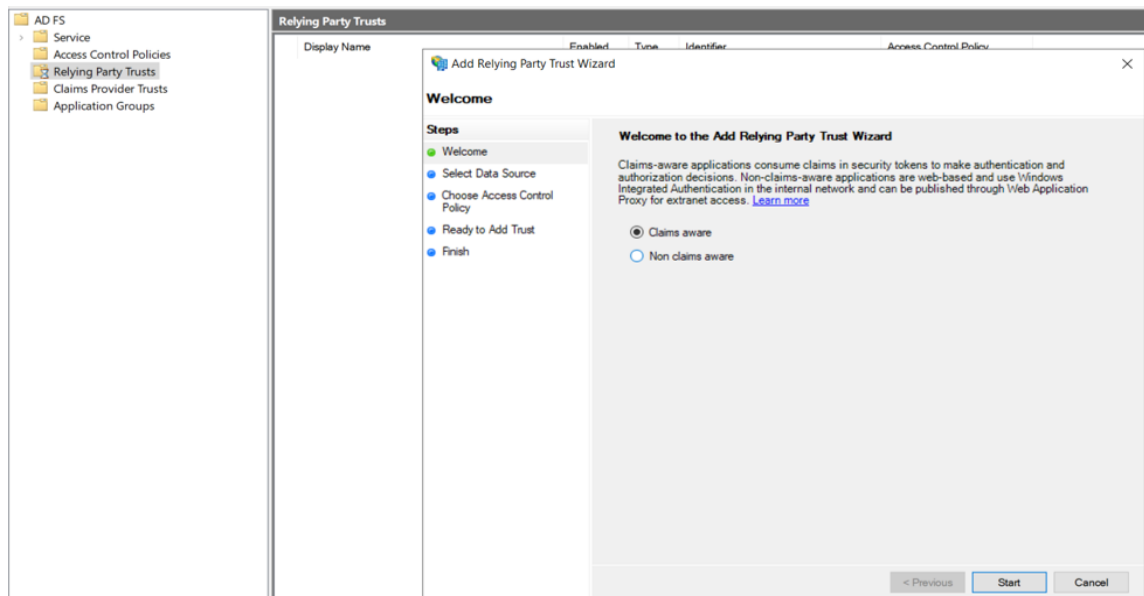 AD FS
Service
Access Control Policies
Relying Party Trusts
Claims Provider Trusts
Application Groups
Relying Party Trusts
Display Name Enabled Type Identifier Access Control Policy
Add Relying Party Trust Wizard
Welcome
Steps
Welcome
Select Data Source
Choose Access Control
Policy
Ready to Add Trust
Finish
Welcome to the Add Relying Party Trust Wizard
Claims-aware applications consume claims in security tokens to make authentication and
authorization decisions. Non-claims-aware applications are web-based and use Windows
Integrated Authentication in the internal network and can be published through Web Application
Proxy for extranet access. Learn more
Claims aware
Non claims aware
< Previous Start Cancel